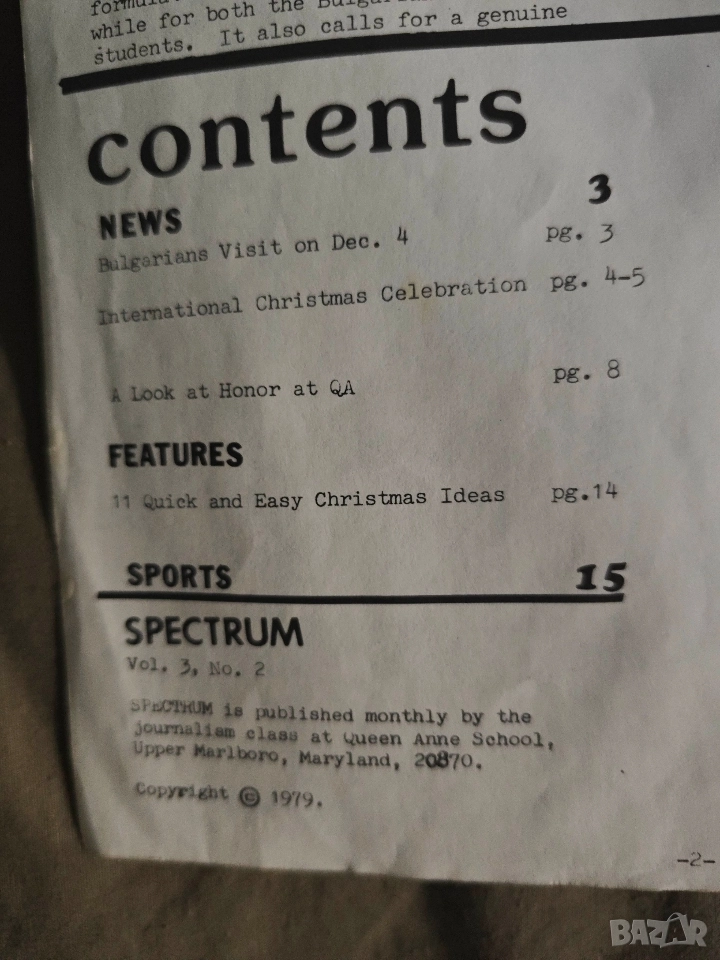 while for both the
students. It also calls for a genuine
contents
NEWS 3
Bulgarians Visit on Dec. 4 pg. 3
International Christmas Celebration pg. 4-5
A Look at Honor at QA pg. 8
FEATURES
11 Quick and Easy Christmas Ideas pg.14
SPORTS 15
SPECTRUM
Vol. 3, No. 2
SPECTRUM is published monthly by the
journalism class at Queen Anne School,
Upper Marlboro, Maryland, 20870.
Copyright © 1979.
-2-
BAZAR